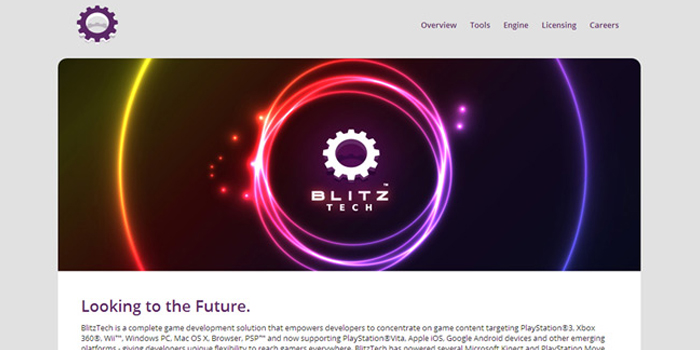 Overview Tools Engine Licensing Careers
BLITZ™
TECH
Looking to the Future.
BlitzTech is a complete game development solution that empowers developers to concentrate on game content targeting PlayStation®3, Xbox
360®, Wii™, Windows PC, Mac OS X, Browser, PSP™ and now supporting PlayStation®Vita, Apple iOS, Google Android devices and other emerging
platforms - giving developers unique flexibility to reach gamers everywhere. BlitzTech has powered several Microsoft Kinect and PlayStation Move